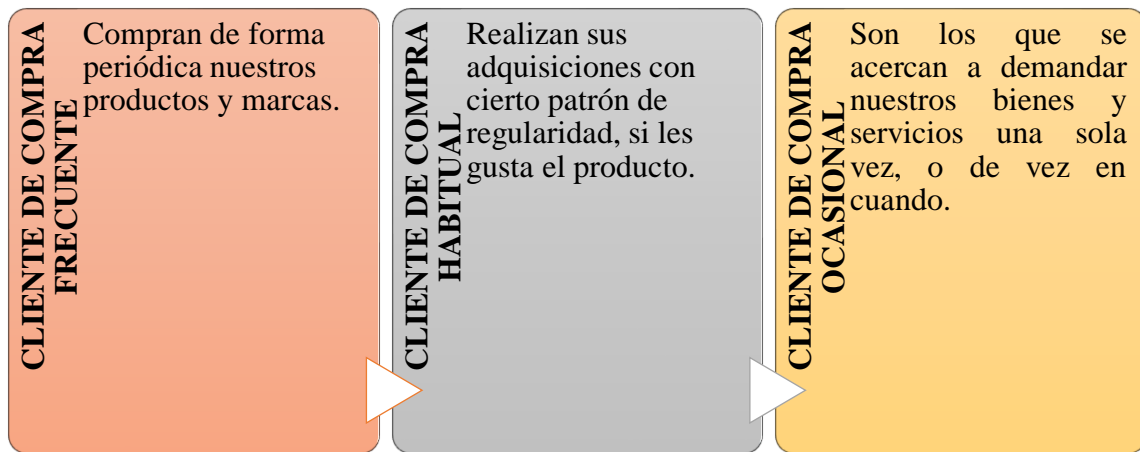 CLIENTE DE COMPRA
FRECUENTE
Compran de forma
periódica nuestros
productos y marcas.
CLIENTE DE COMPRA
HABITUAL
Realizan sus
adquisiciones con
cierto patrón de
regularidad, si les
gusta el producto.
CLIENTE DE COMPRA
OCASIONAL
Son los que se
acercan a demandar
nuestros bienes y
servicios una sola
vez, o de vez en
cuando.